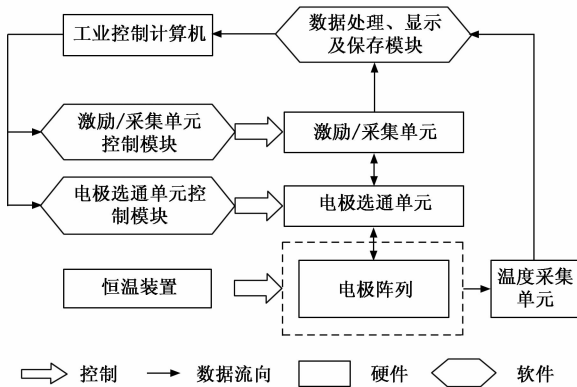 工业控制计算机
数据处理、显示
及保存模块
激励/采集单元
控制模块
激励/采集单元
电极选通单元控
制模块
电极选通单元
恒温装置
电极阵列
温度采集
单元
控制
数据流向
硬件
软件